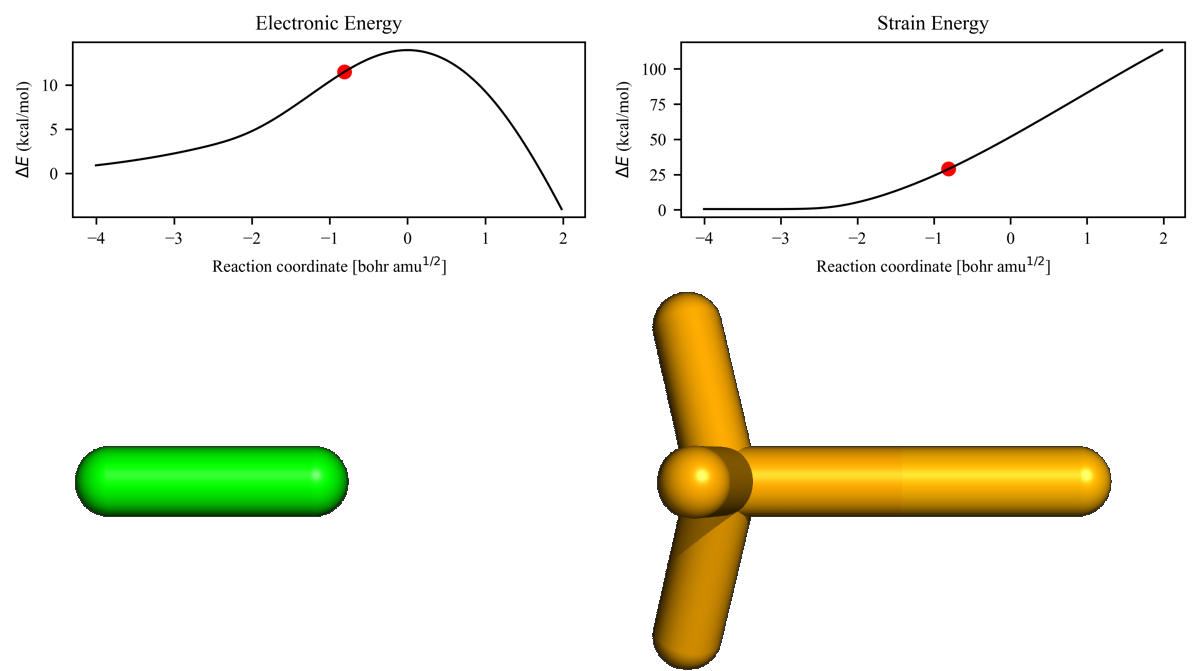 Electronic Energy
Strain Energy
ΔE (kcal/mol)
10
5
0
−4 −3 −2 −1 0 1 2
Reaction coordinate [bohr amu1/2]
ΔE (kcal/mol)
100
75
50
25
0
−4 −3 −2 −1 0 1 2
Reaction coordinate [bohr amu1/2]